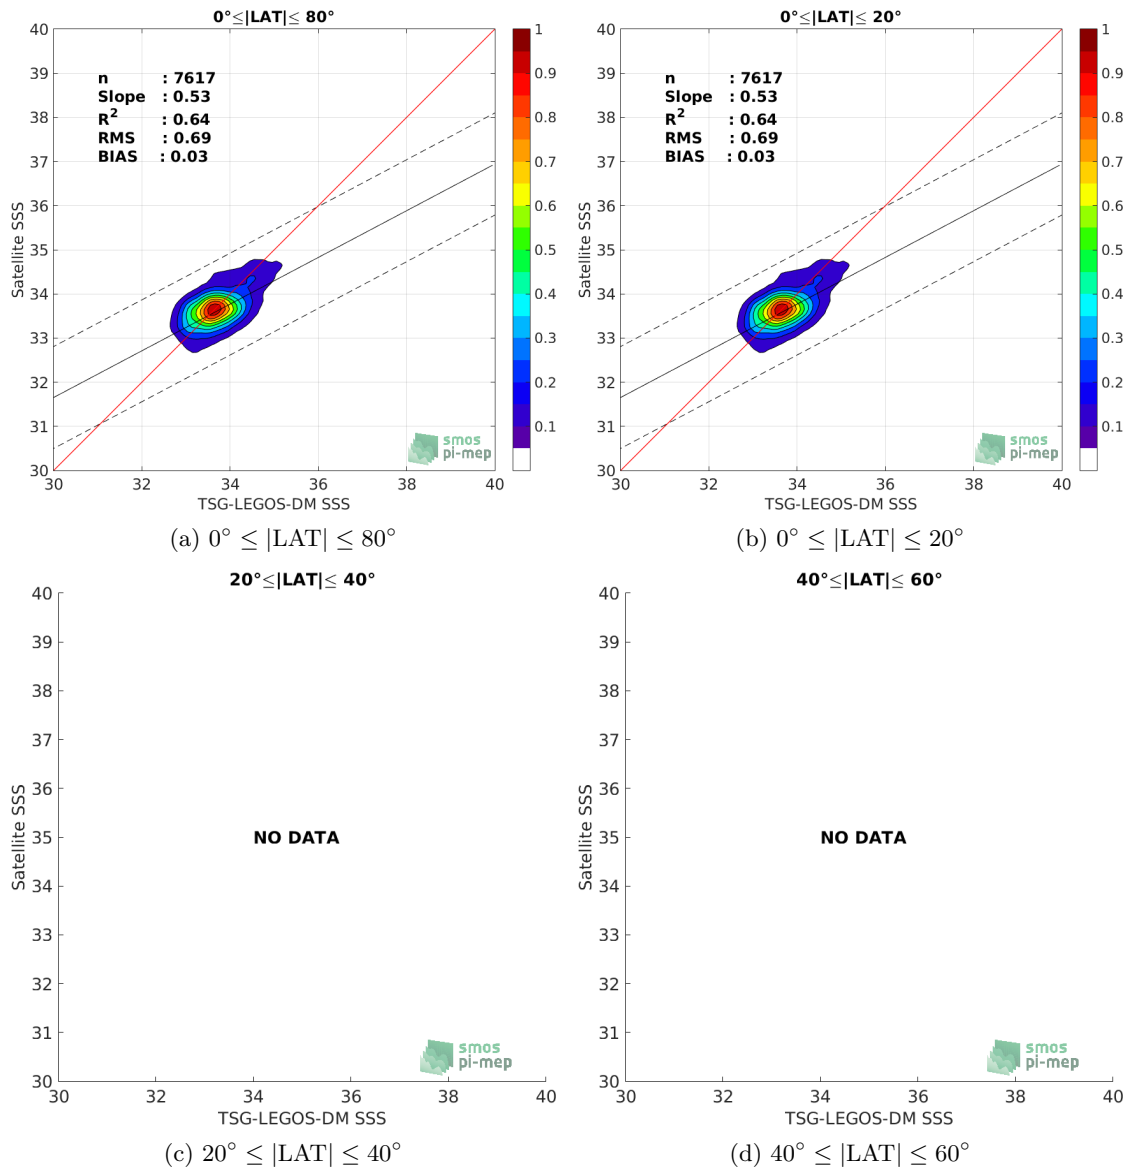 0°≤|LAT|≤ 80°
40
39
38
37
36
35
34
33
32
31
30
Satellite SSS
n : 7617
Slope : 0.53
R² : 0.64
RMS : 0.69
BIAS : 0.03
smos
pi-mep
30 32 34 36 38 40
TSG-LEGOS-DM SSS
1
0.9
0.8
0.7
0.6
0.5
0.4
0.3
0.2
0.1
(a) 0° ≤ |LAT| ≤ 80°
0°≤|LAT|≤ 20°
40
39
38
37
36
35
34
33
32
31
30
Satellite SSS
n : 7617
Slope : 0.53
R² : 0.64
RMS : 0.69
BIAS : 0.03
smos
pi-mep
30 32 34 36 38 40
TSG-LEGOS-DM SSS
1
0.9
0.8
0.7
0.6
0.5
0.4
0.3
0.2
0.1
(b) 0° ≤ |LAT| ≤ 20°
20°≤|LAT|≤ 40°
40
39
38
37
36
35
34
33
32
31
30
Satellite SSS
NO DATA
smos
pi-mep
30 32 34 36 38 40
TSG-LEGOS-DM SSS
(c) 20° ≤ |LAT| ≤ 40°
40°≤|LAT|≤ 60°
40
39
38
37
36
35
34
33
32
31
30
Satellite SSS
NO DATA
smos
pi-mep
30 32 34 36 38 40
TSG-LEGOS-DM SSS
(d) 40° ≤ |LAT| ≤ 60°